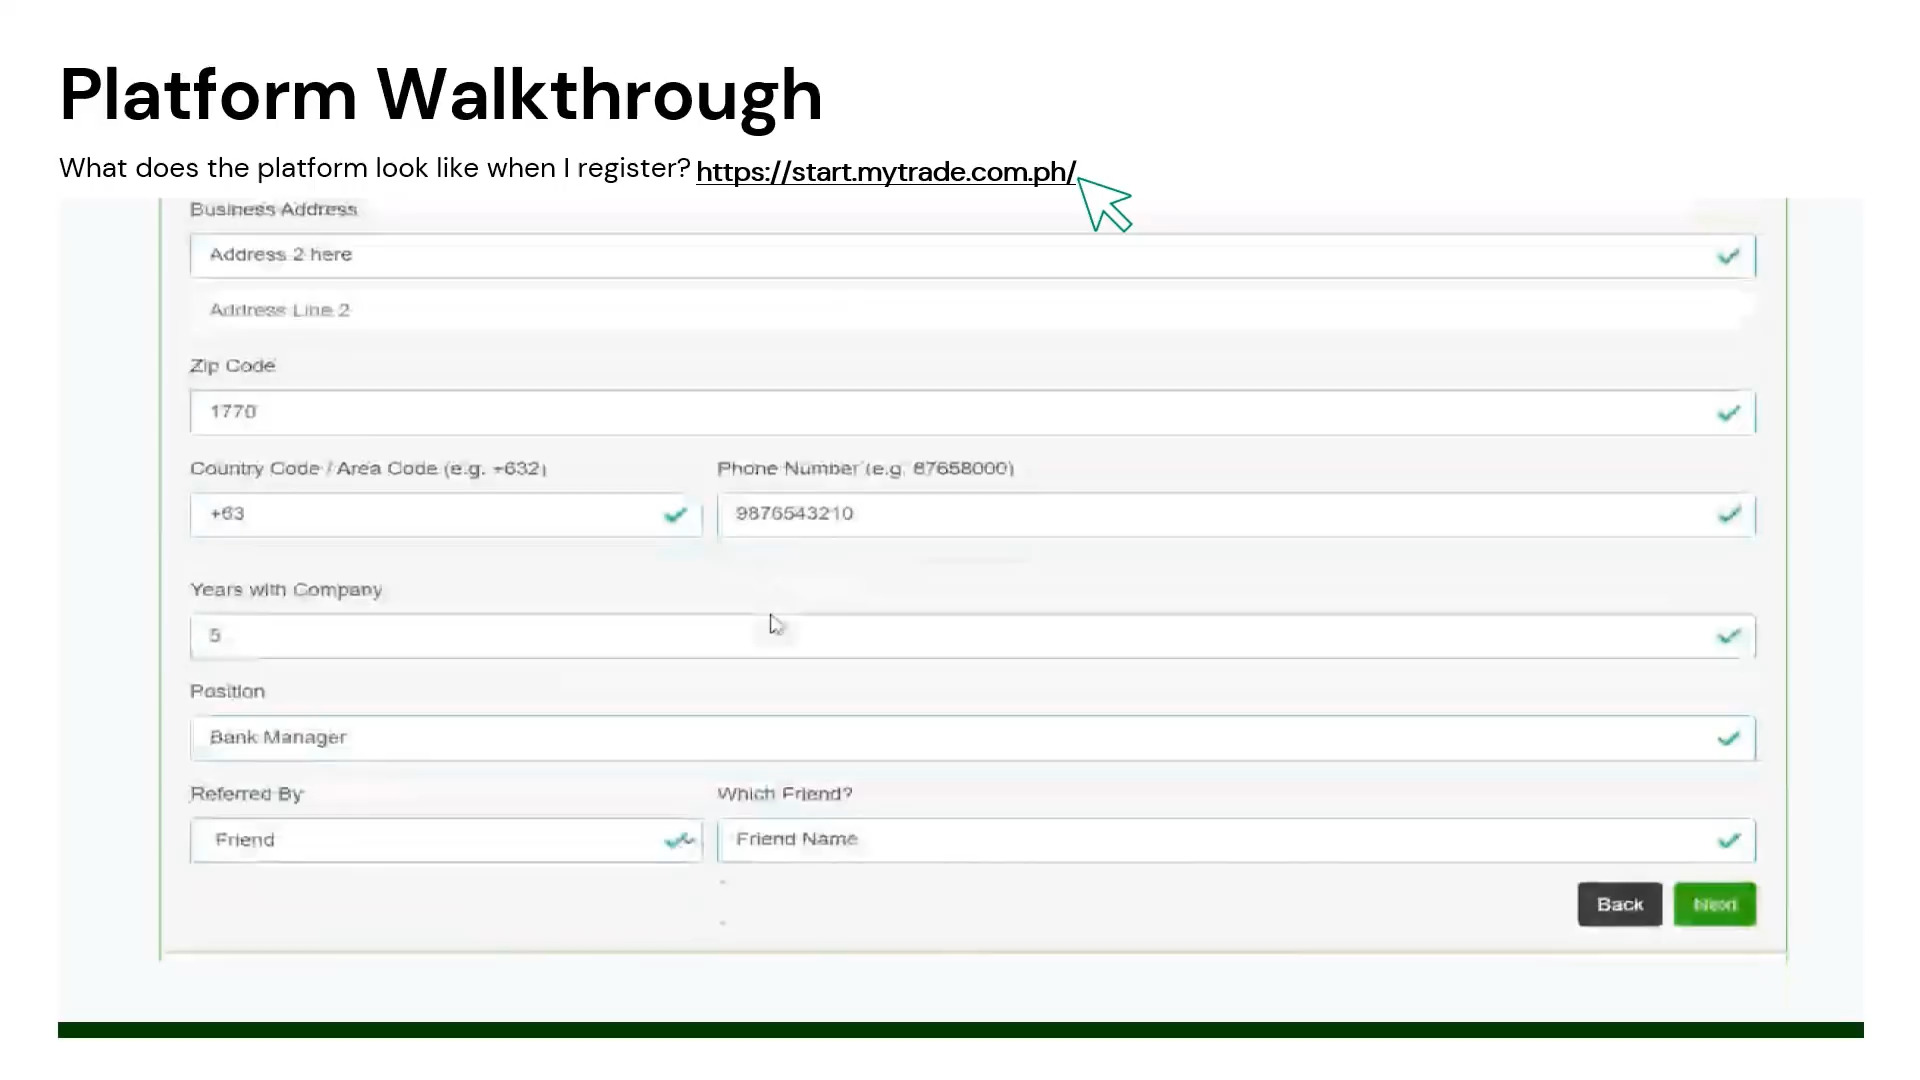 Platform Walkthrough
What does the platform look like when I register? https://start.mytrade.com.ph/
Business Address
Address 2 here
Address Line 2
Zip Code
1770
Country Code / Area Code (e.g. +632) Phone Number (e.g. 87658000)
+63 9876543210
Years with Company
5
Position
Bank Manager
Referred By Which Friend?
Friend Friend Name
Back Next